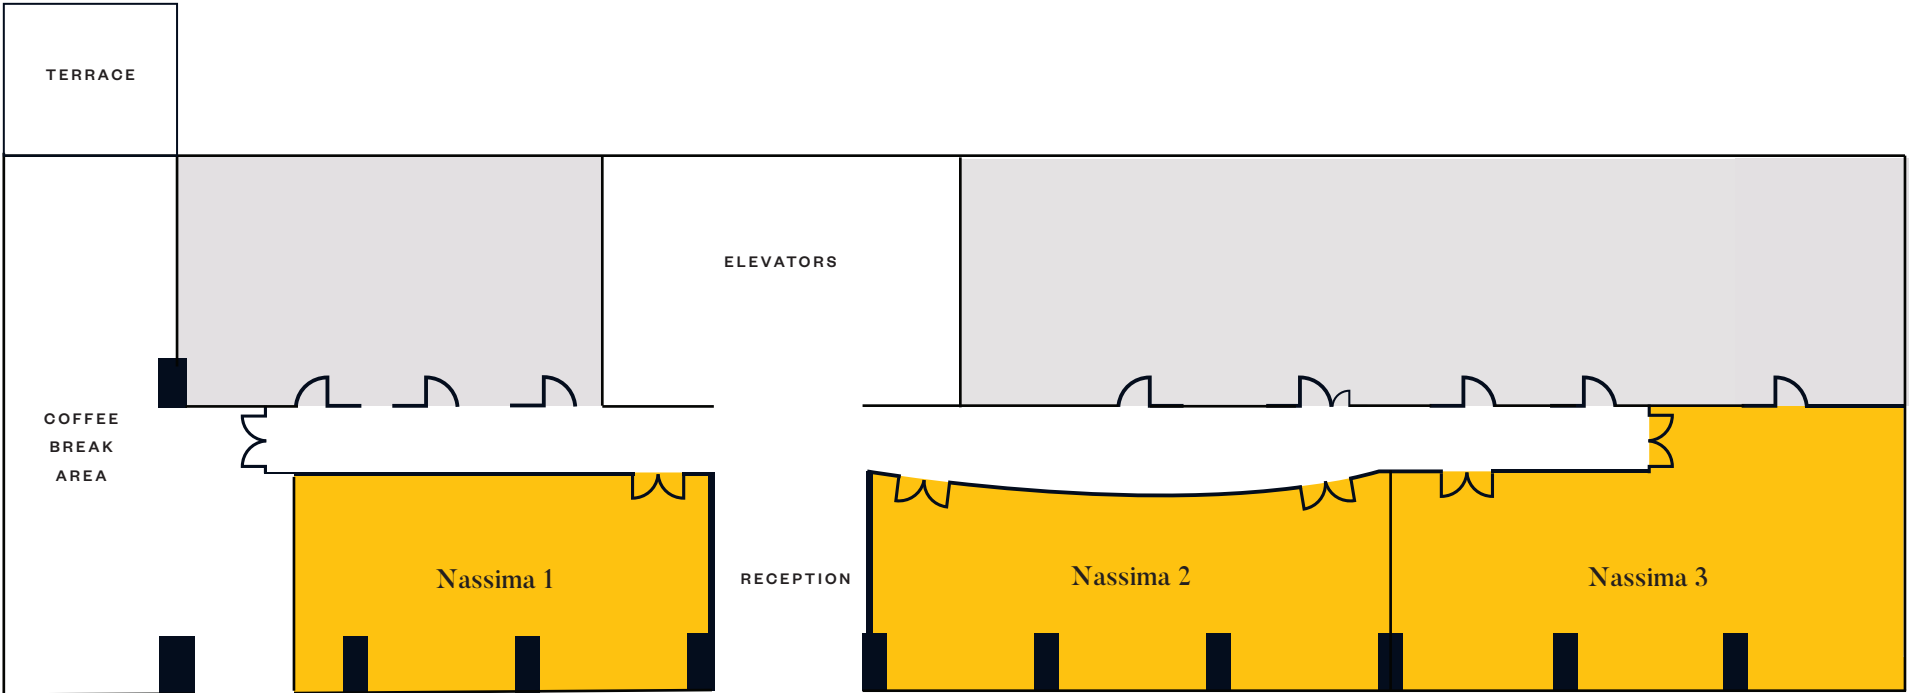 TERRACE
ELEVATORS
COFFEE
BREAK
AREA
Nassima 1
RECEPTION
Nassima 2
Nassima 3